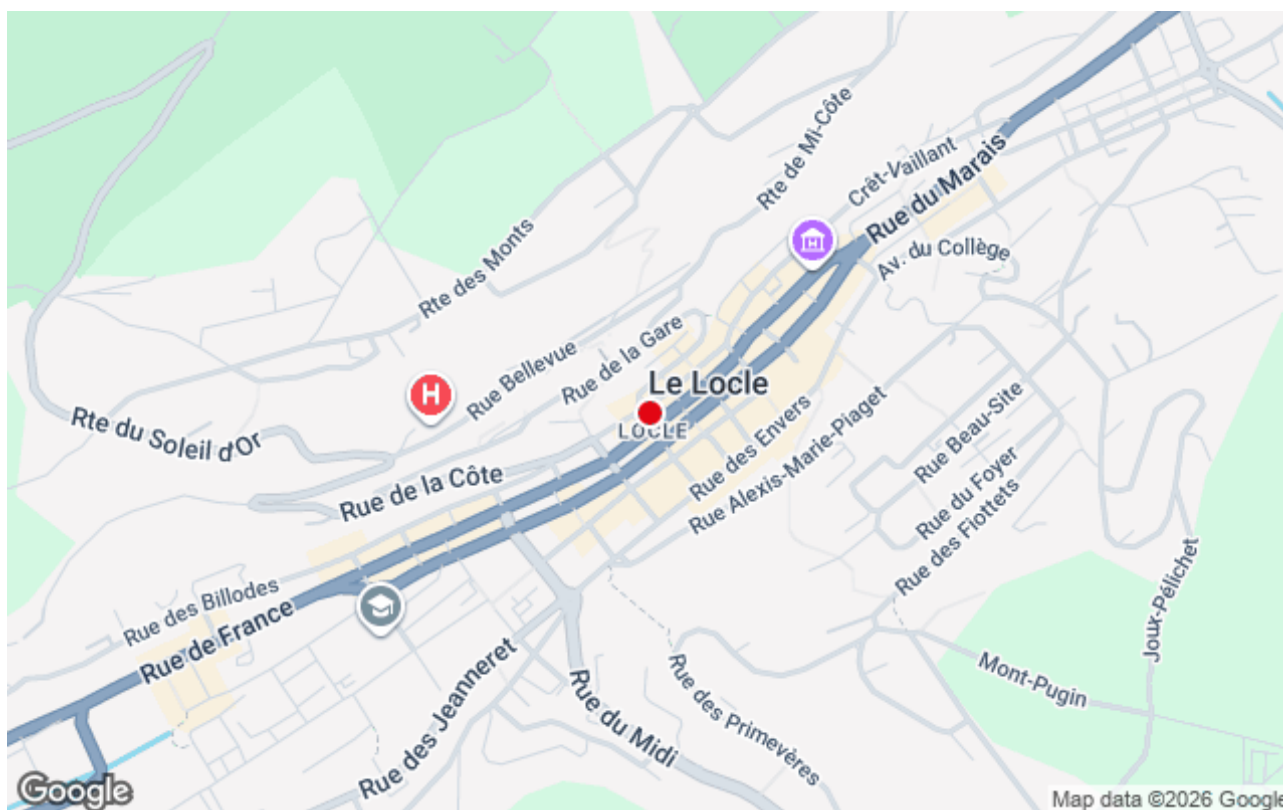 Rte de Mi-Côte
Crêt-Vaillant
Rue du Marais
Av. du Collège
Rte des Monts
Rue de la Gare
Rue Bellevue
H
Le Locle
LOCLE
Rte du Soleil d'Or
Rue de la Côte
Rue des Envers
Rue Alexis-Marie-Piaget
Rue Beau-Site
Rue du Foyer
Rue des Fiottets
Joux-Pélichet
Rue des Billodes
Rue de France
Rue des Jeanneret
Rue du Midi
Rue des Primevères
Mont-Pugin
Google
Map data ©2026 Google